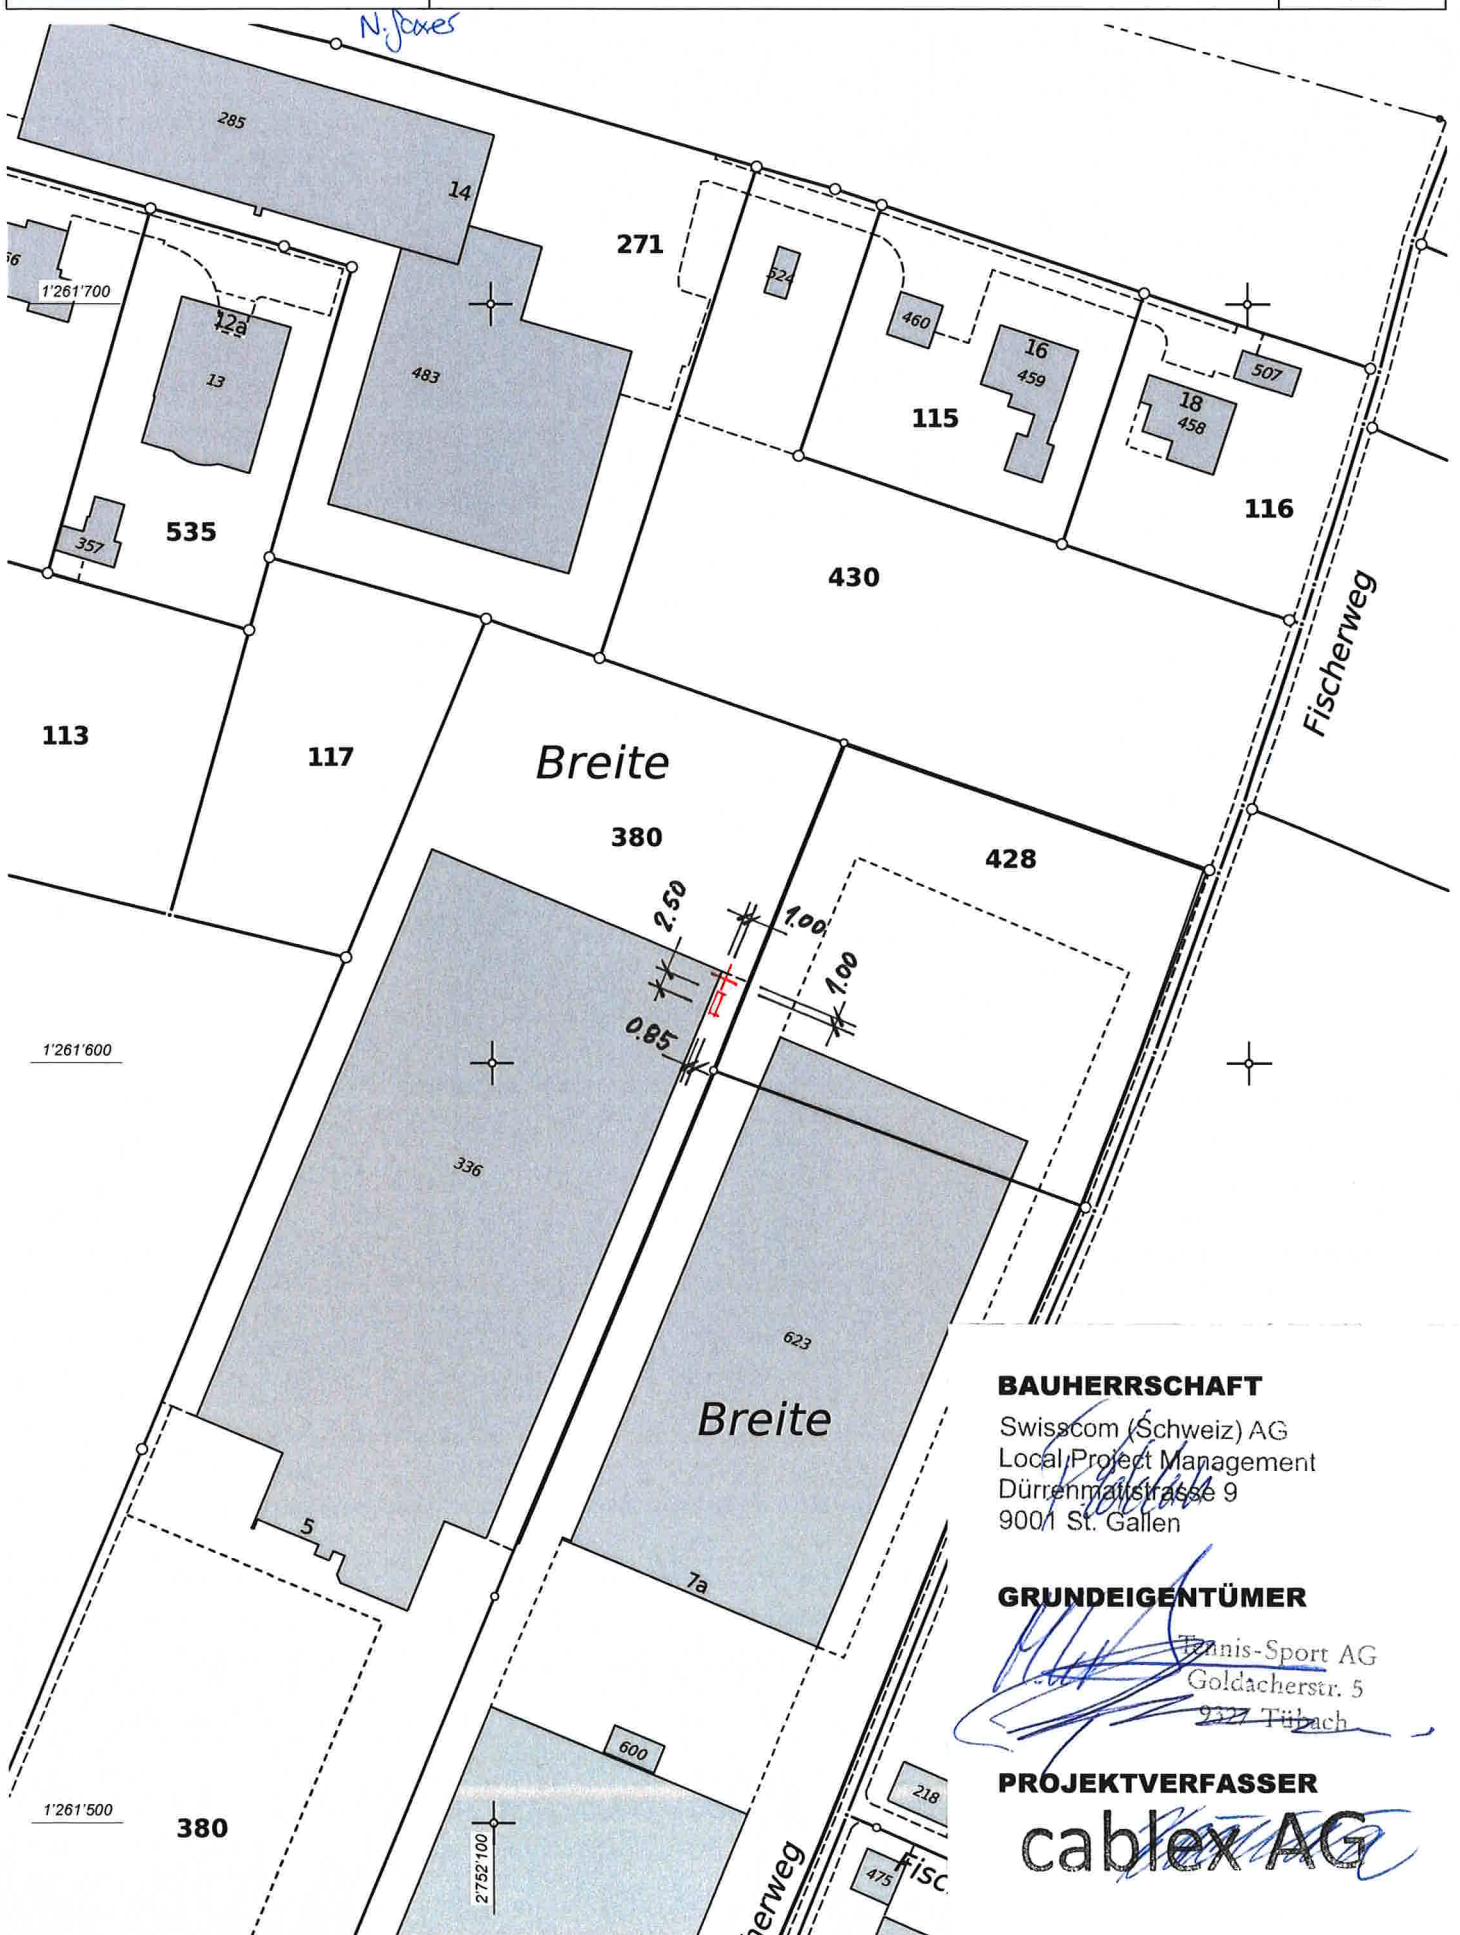 285
14
271
524
66
1'261'700
12a
13
483
460
16
459
115
507
18
458
116
357
535
430
Fischerweg
113
117
Breite
380
428
2.50
1.00
1.00
0.85
1'261'600
336
623
Breite
5
7a
600
218
1'261'500
380
2'752'100
475
Fisc
herweg
BAUHERRSCHAFT
Swisscom (Schweiz) AG
Local Project Management
Dürrenmattstrasse 9
9001 St. Gallen
GRUNDEIGENTÜMER
Tennis-Sport AG
Goldacherstr. 5
9327 Tübach
PROJEKTVERFASSER
cablex AG